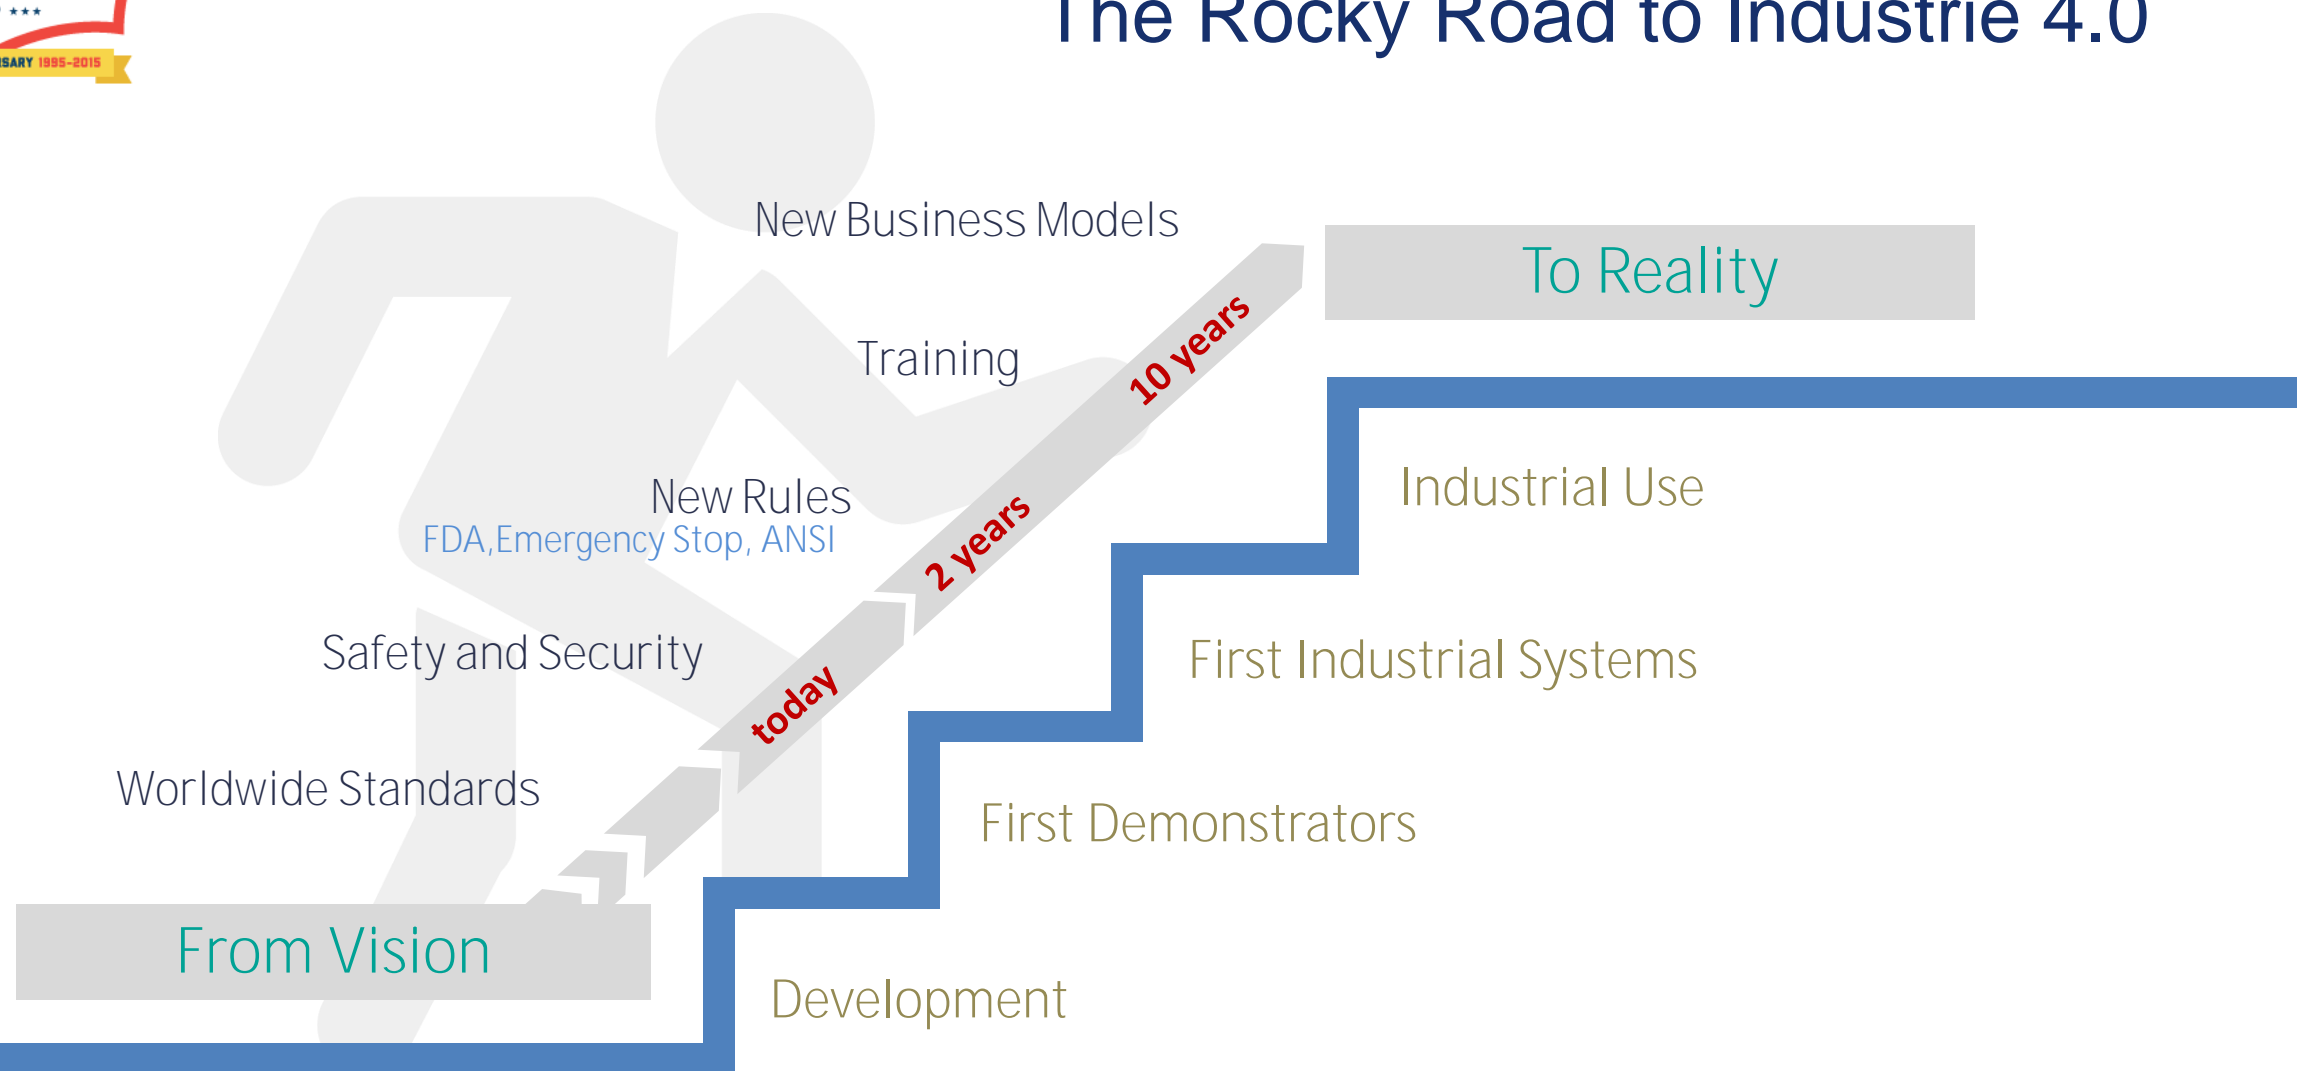 The Rocky Road to Industrie 4.0
1995-2015
New Business Models
To Reality
10 years
Training
Industrial Use
New Rules
FDA,Emergency Stop, ANSI
2 years
Safety and Security
First Industrial Systems
today
Worldwide Standards
First Demonstrators
From Vision
Development